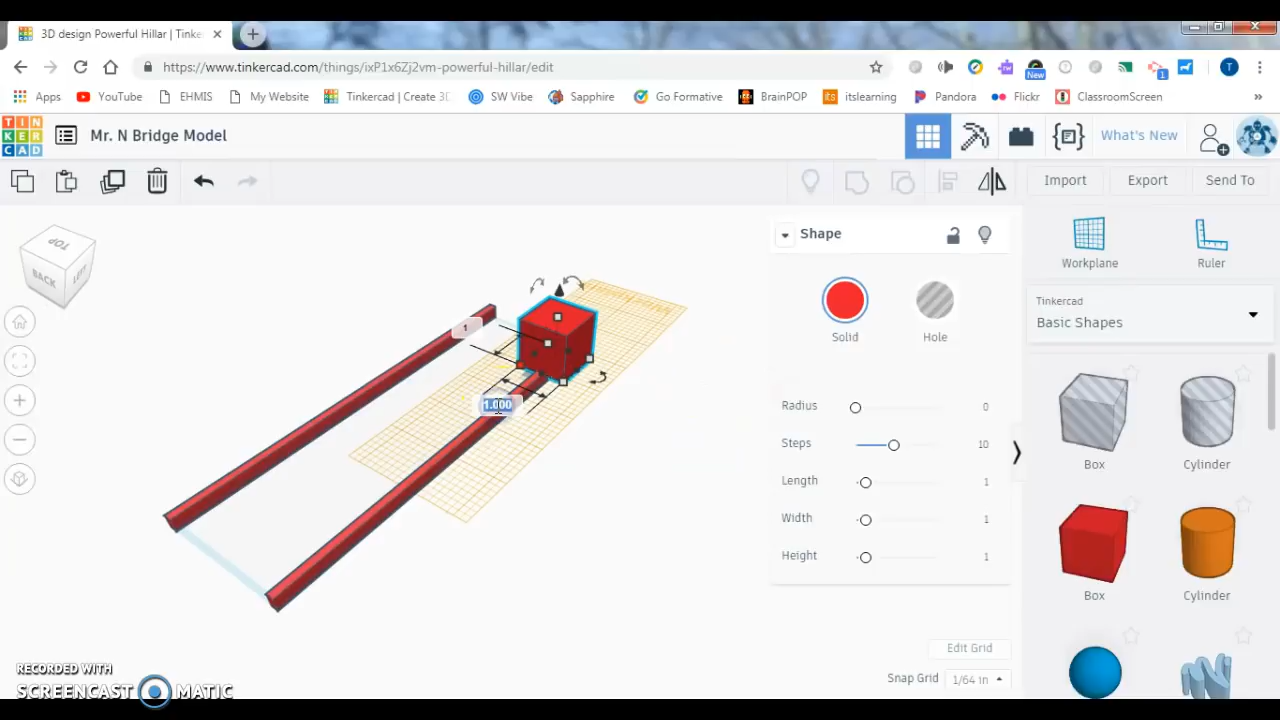 3D design Powerful Hillar | Tinke
https://www.tinkercad.com/things/ixP1x6Zj2vm-powerful-hillar/edit
New
1
T
Apps YouTube EHMIS My Website Tinkercad | Create 3D SW Vibe Sapphire Go Formative BrainPOP itslearning Pandora Flickr ClassroomScreen »
TIN
KER
CAD
Mr. N Bridge Model
What's New
Import Export Send To
TOP
BACK
LEFT
Shape
Workplane
Ruler
Solid
Hole
Tinkercad
Basic Shapes
1
1.000
Radius 0
Steps 10
Length 1
Width 1
Height 1
Box
Cylinder
Box
Cylinder
Edit Grid
Snap Grid 1/64 in
RECORDED WITH
SCREENCAST MATIC